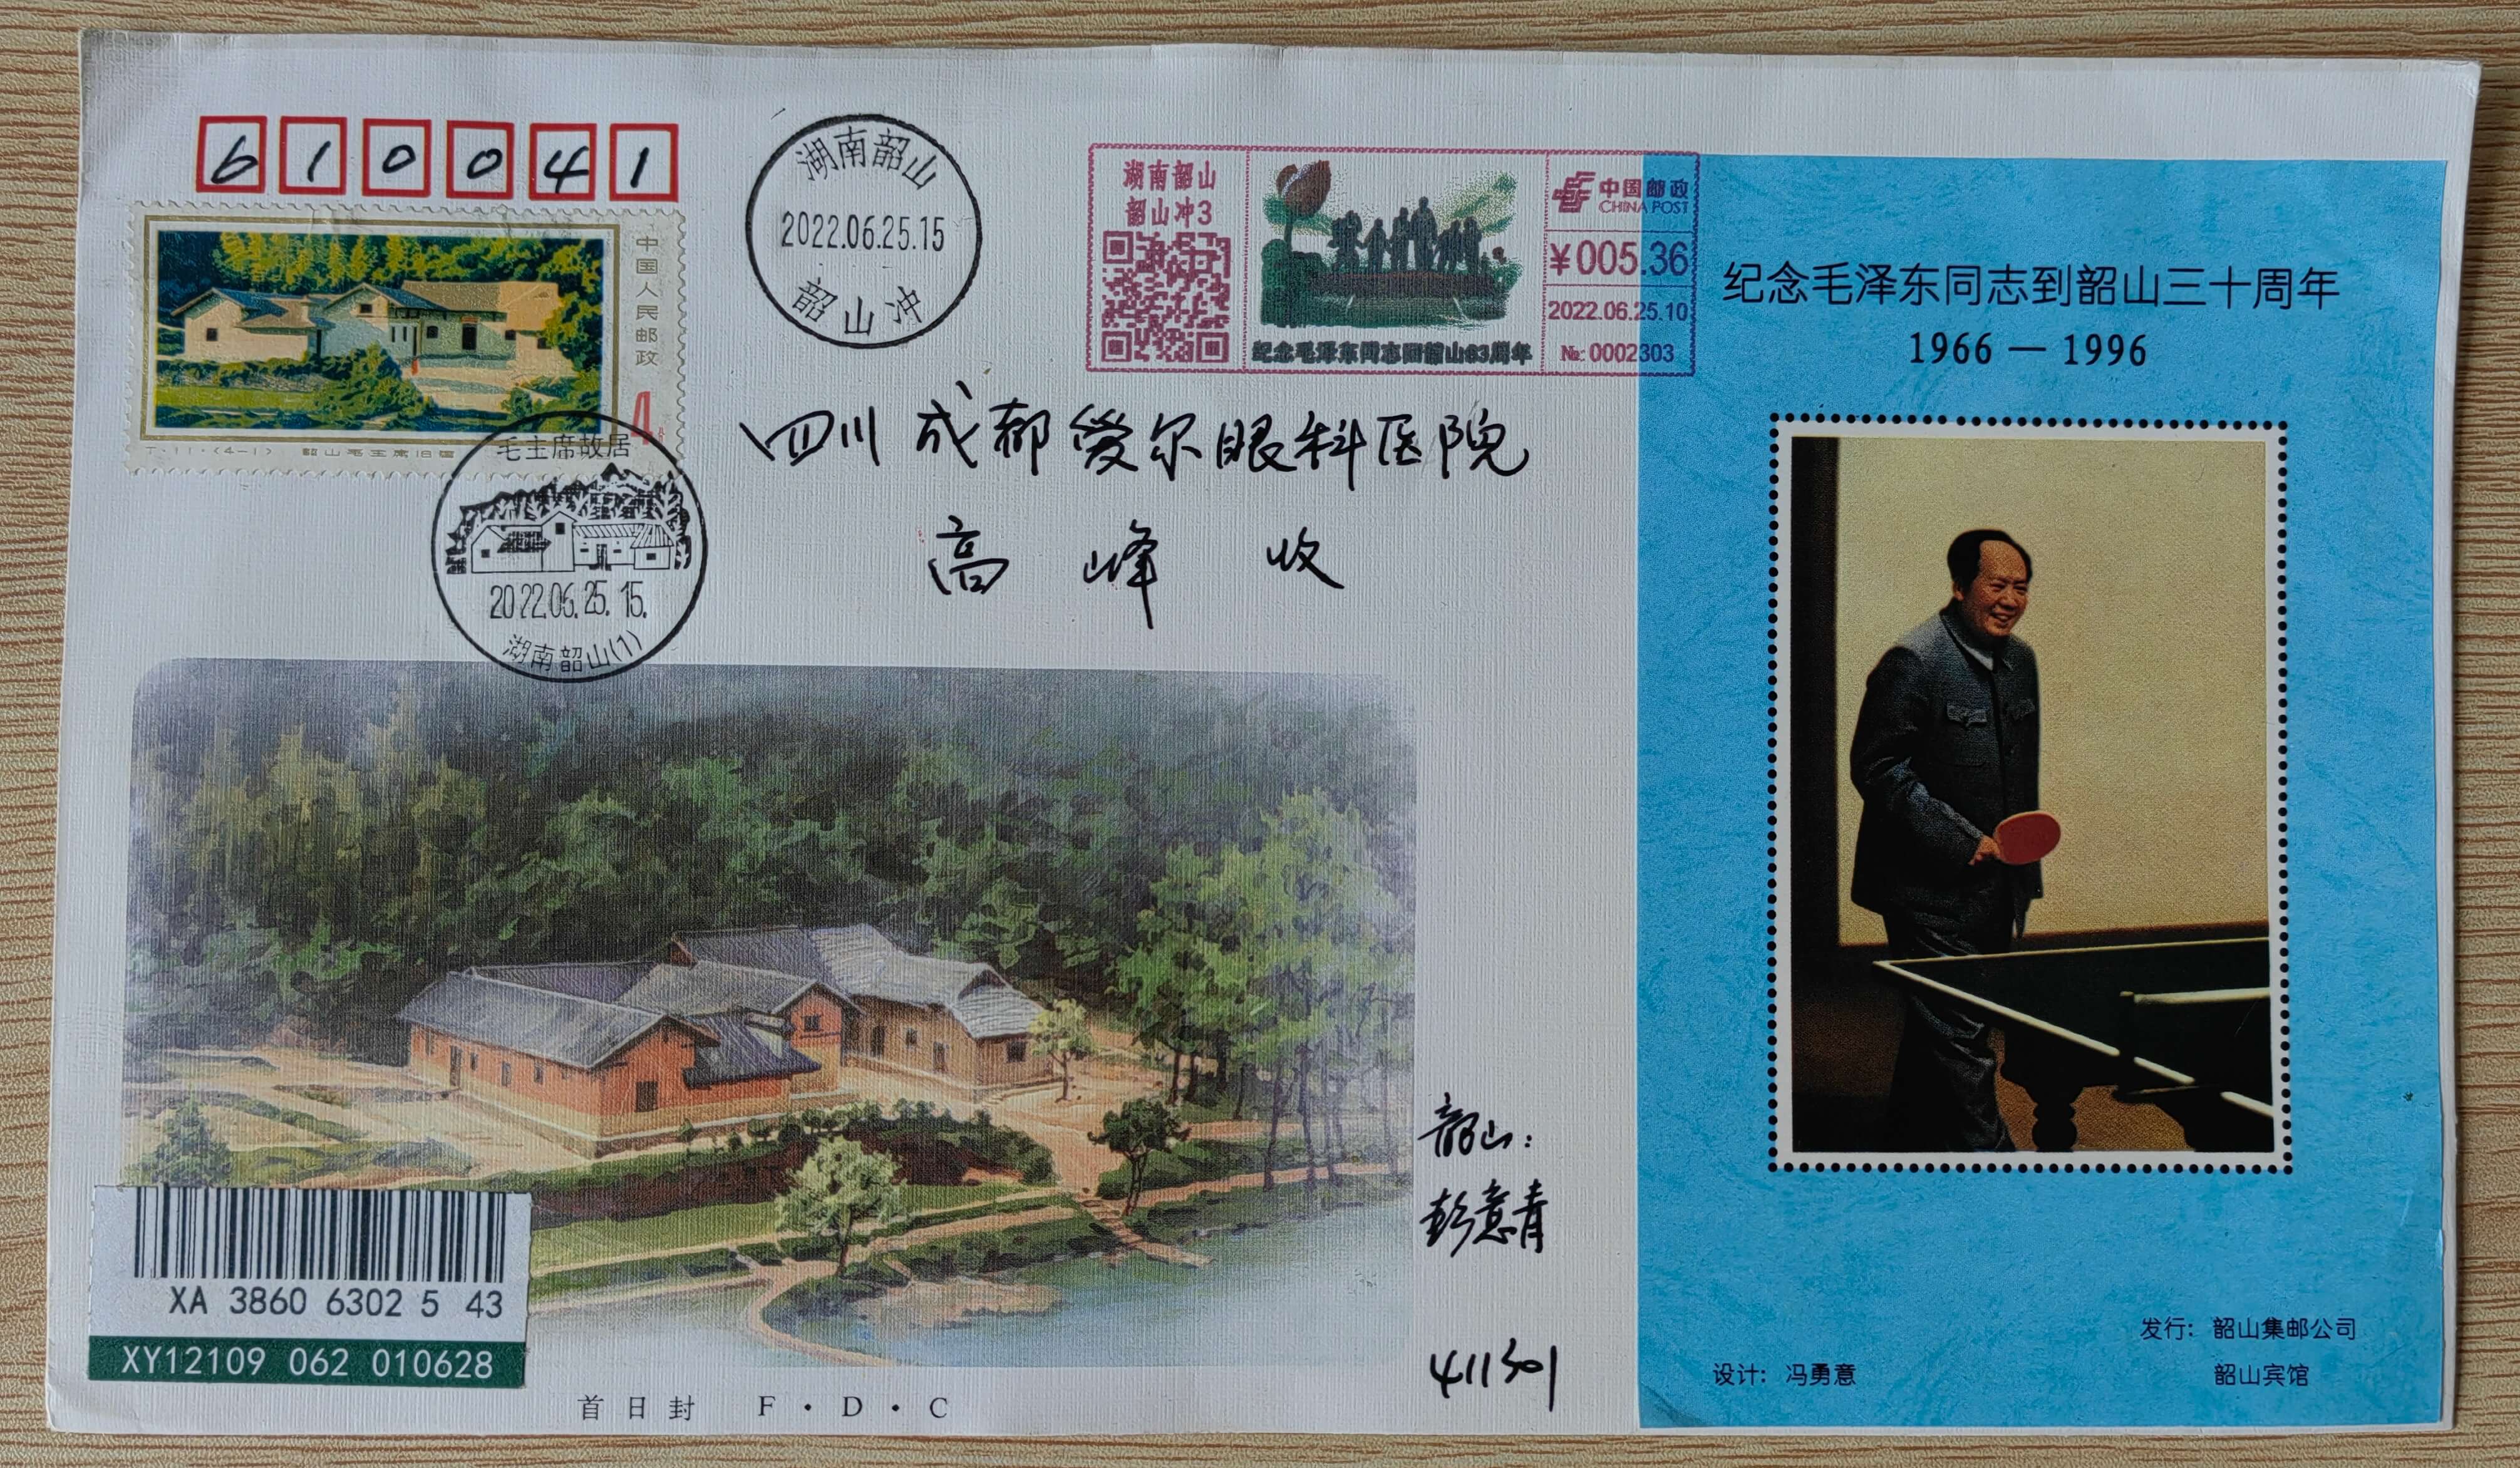 610041
中国人民邮政
4分
T·11·(4-1) 韶山毛主席旧居
毛主席故居
2022.06.25.15.
湖南韶山(1)
湖南韶山
2022.06.25.15
韶山冲
湖南韶山
韶山冲3
纪念毛泽东同志回韶山63周年
中国邮政
CHINA POST
¥005.36
2022.06.25.10
№: 0002303
四川成都爱尔眼科医院
高峰 收
纪念毛泽东同志到韶山三十周年
1966 — 1996
发行: 韶山集邮公司
韶山宾馆
设计: 冯勇意
韶山:
彭意青
411301
XA 3860 6302 5 43
XY12109 062 010628
首日封 F·D·C